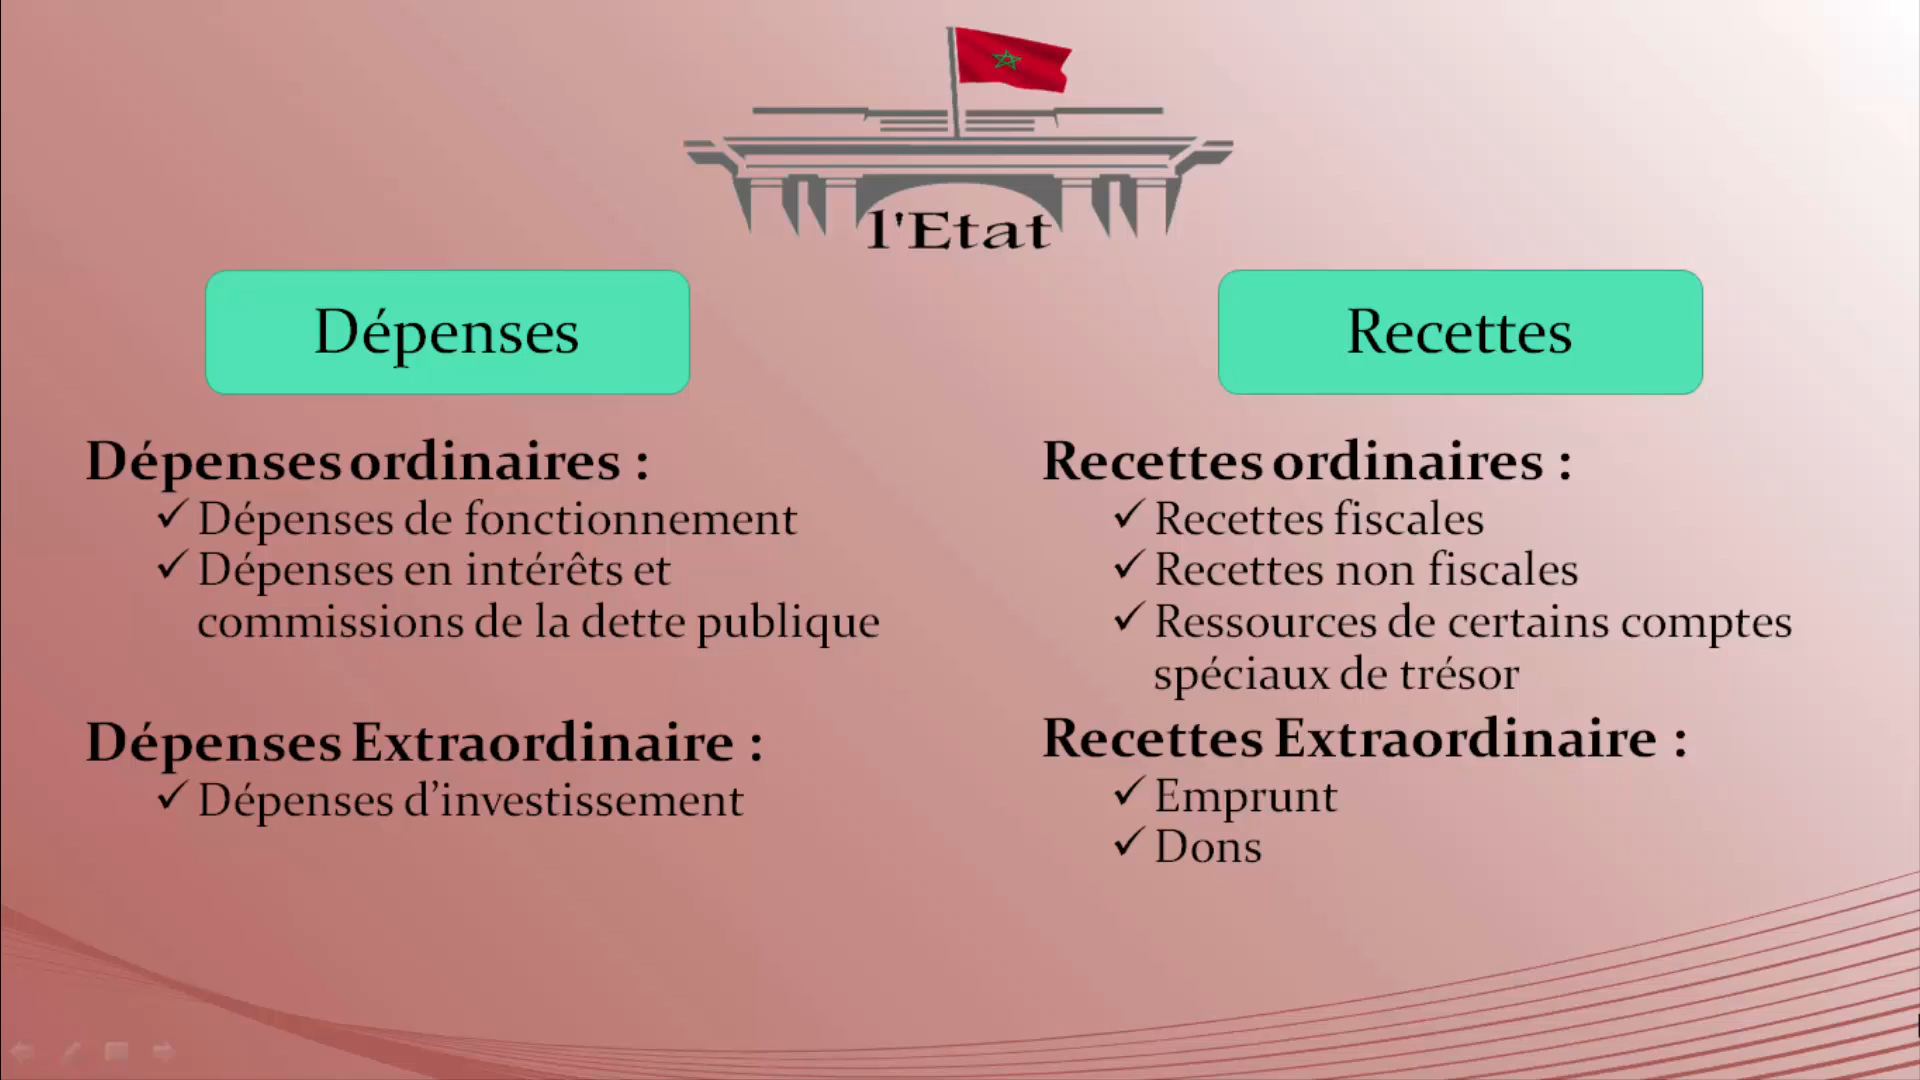 l'Etat
Dépenses
Recettes
Dépenses ordinaires :
✓ Dépenses de fonctionnement
✓ Dépenses en intérêts et
commissions de la dette publique
Dépenses Extraordinaire :
✓ Dépenses d’investissement
Recettes ordinaires :
✓ Recettes fiscales
✓ Recettes non fiscales
✓ Ressources de certains comptes
spéciaux de trésor
Recettes Extraordinaire :
✓ Emprunt
✓ Dons